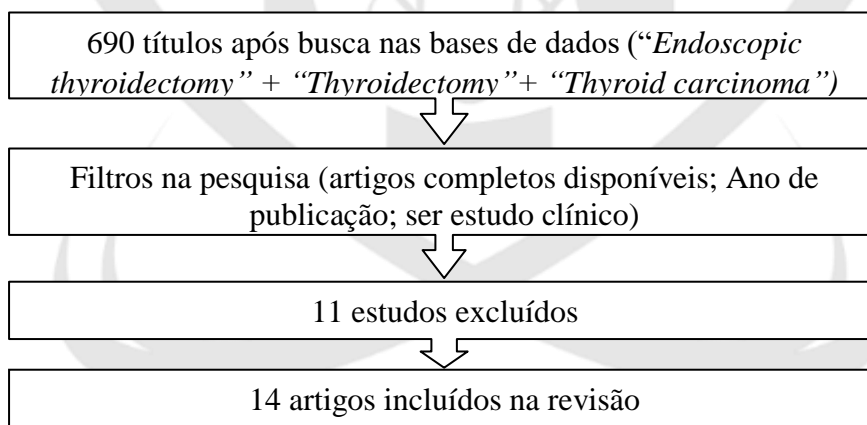 690 títulos após busca nas bases de dados (“Endoscopic
thyroidectomy” + “Thyroidectomy”+ “Thyroid carcinoma”)
Filtros na pesquisa (artigos completos disponíveis; Ano de
publicação; ser estudo clínico)
11 estudos excluídos
14 artigos incluídos na revisão